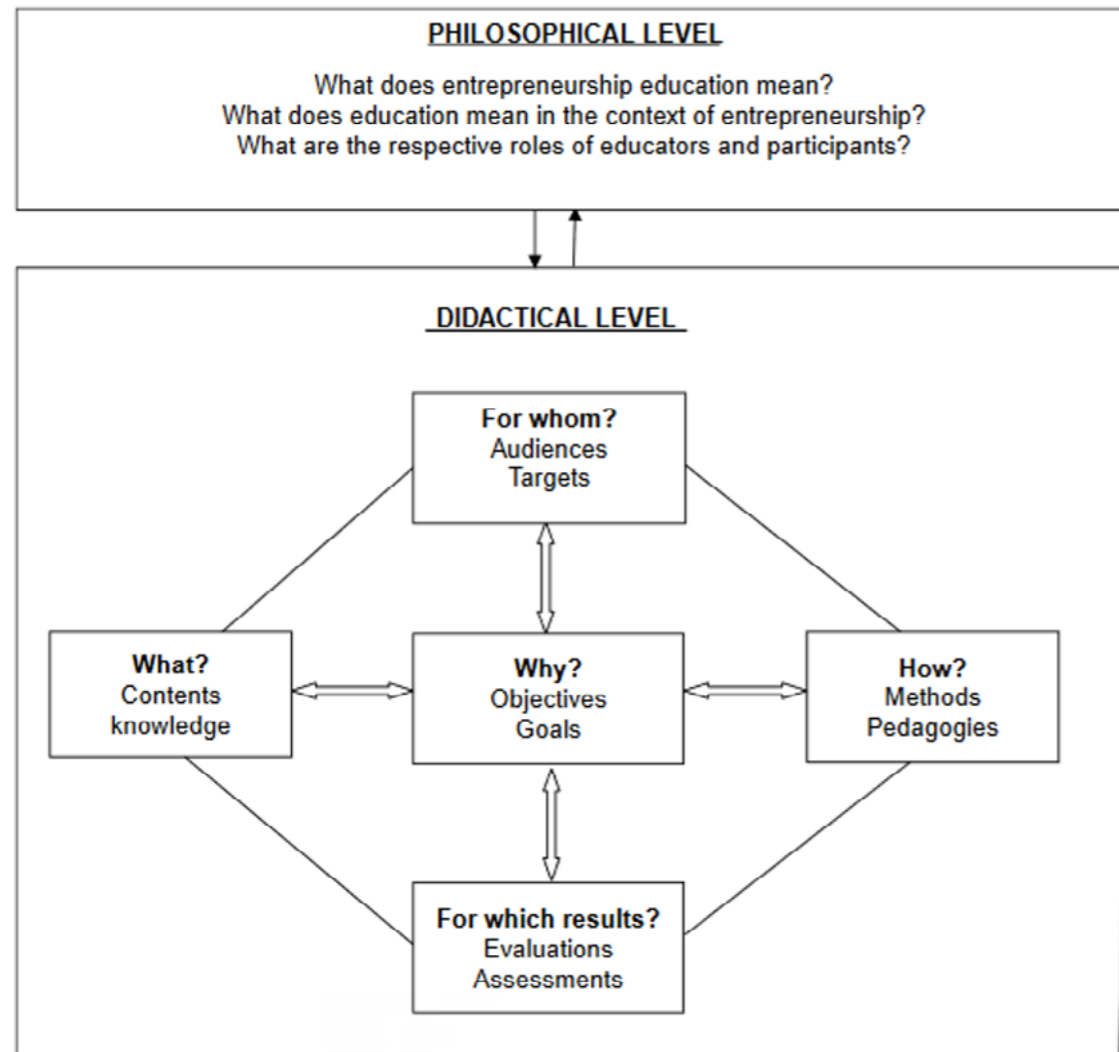 PHILOSOPHICAL LEVEL
What does entrepreneurship education mean?
What does education mean in the context of entrepreneurship?
What are the respective roles of educators and participants?
DIDACTICAL LEVEL
For whom?
Audiences
Targets
What?
Contents
knowledge
Why?
Objectives
Goals
How?
Methods
Pedagogies
For which results?
Evaluations
Assessments